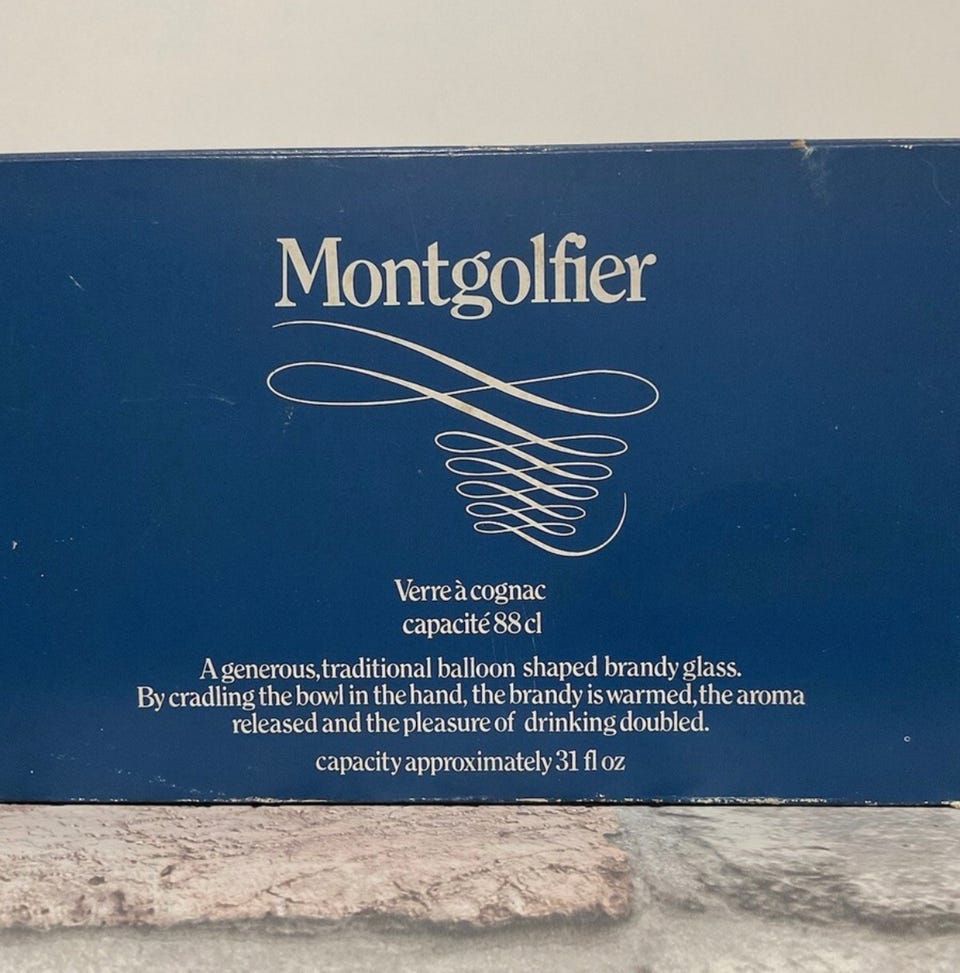 Montgolfier
Verre à cognac
capacité 88 cl
A generous, traditional balloon shaped brandy glass.
By cradling the bowl in the hand, the brandy is warmed, the aroma
released and the pleasure of drinking doubled.
capacity approximately 31 fl oz